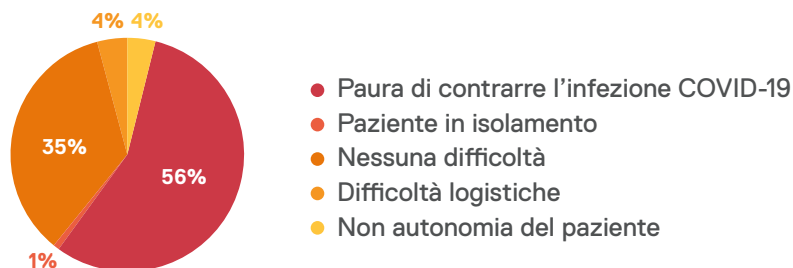 4% 4%
35%
56%
1%
Paura di contrarre l’infezione COVID-19
Paziente in isolamento
Nessuna difficoltà
Difficoltà logistiche
Non autonomia del paziente